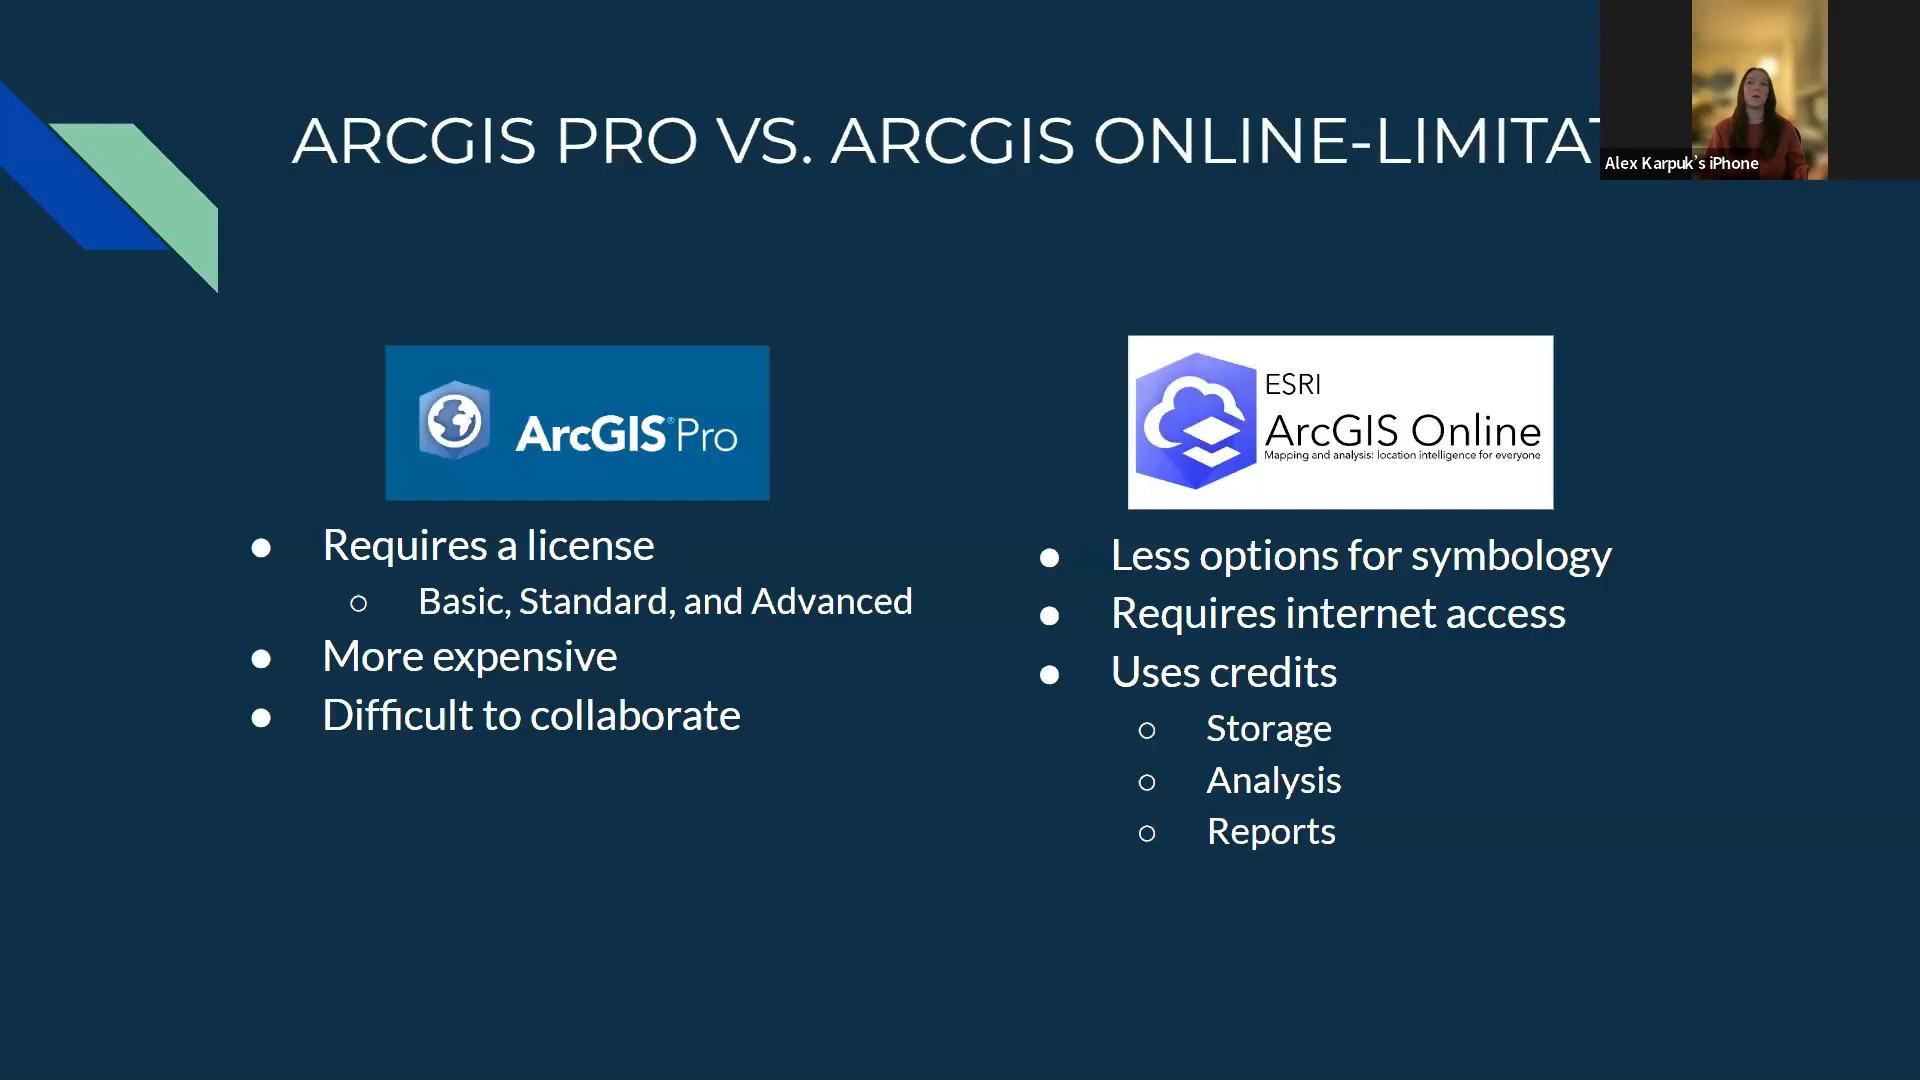 ARCGIS PRO VS. ARCGIS ONLINE-LIMITAT
Alex Karpuk's iPhone
ArcGIS® Pro
ESRI
ArcGIS Online
Mapping and analysis: location intelligence for everyone
● Requires a license
○ Basic, Standard, and Advanced
● More expensive
● Difficult to collaborate
● Less options for symbology
● Requires internet access
● Uses credits
○ Storage
○ Analysis
○ Reports